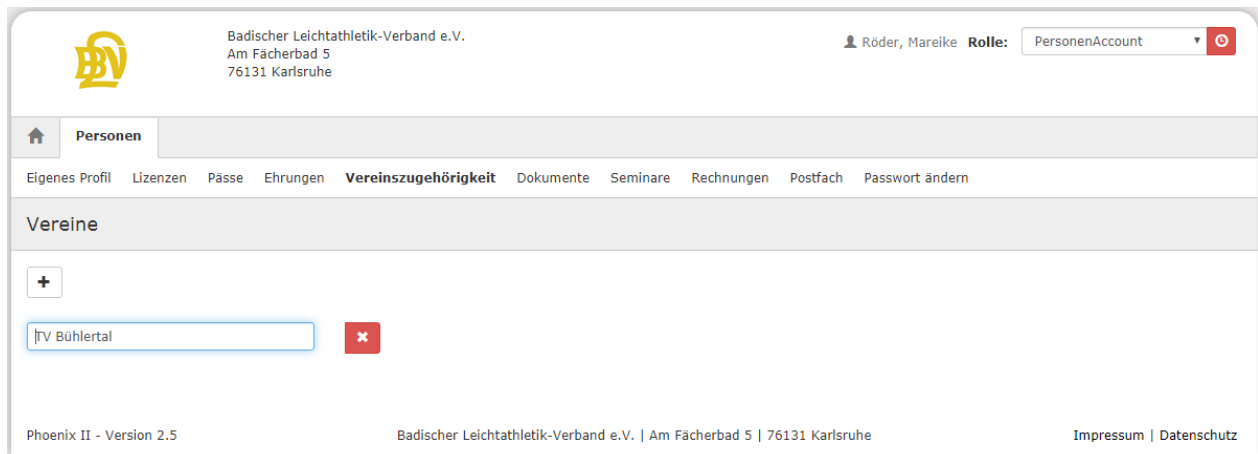 BLV
Badischer Leichtathletik-Verband e.V.
Am Fächerbad 5
76131 Karlsruhe
Röder, Mareike Rolle: PersonenAccount
Personen
Eigenes Profil Lizenzen Pässe Ehrungen Vereinszugehörigkeit Dokumente Seminare Rechnungen Postfach Passwort ändern
Vereine
TV Bühlertal
Phoenix II - Version 2.5 Badischer Leichtathletik-Verband e.V. | Am Fächerbad 5 | 76131 Karlsruhe Impressum | Datenschutz